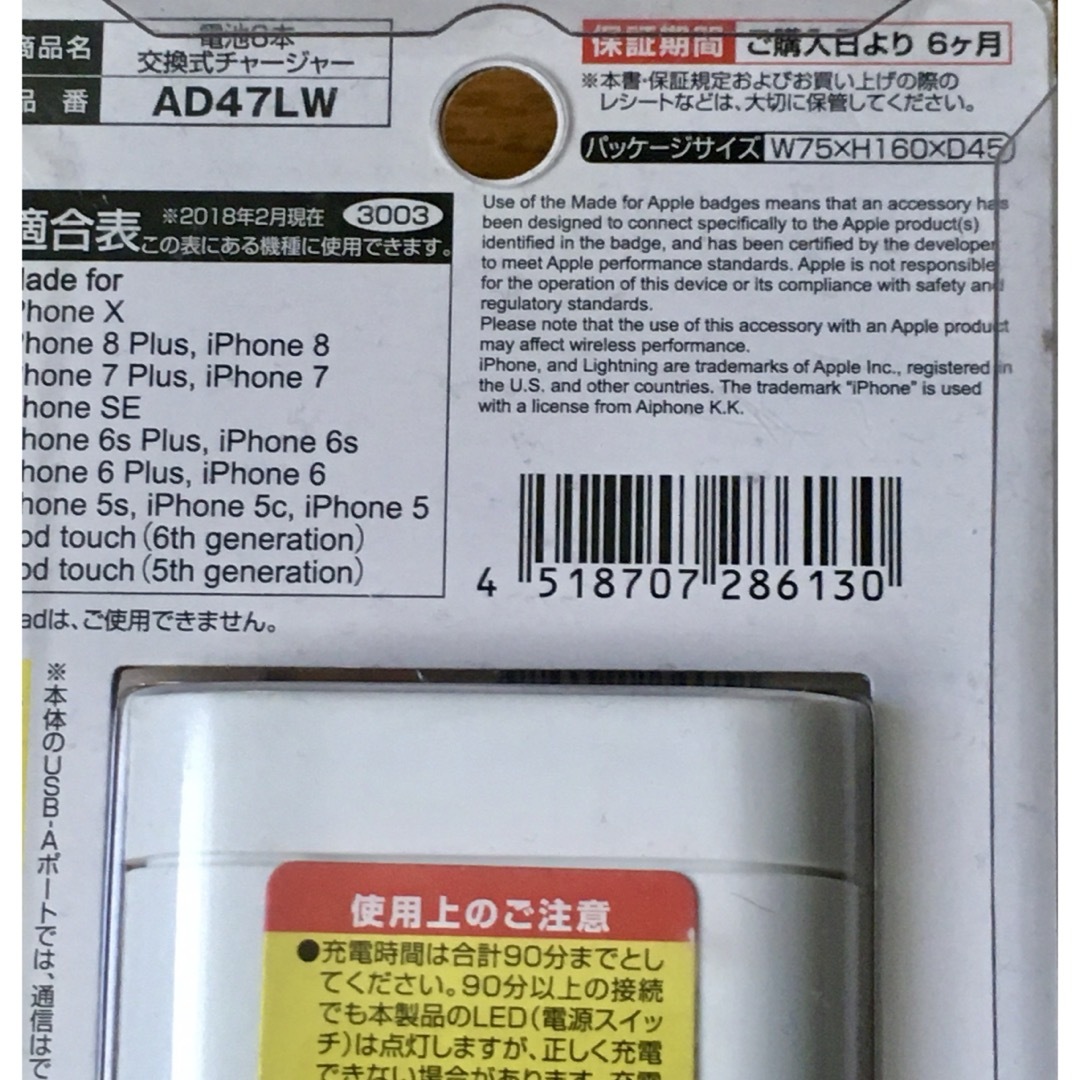 商品名
電池8本
交換式チャージャー
品 番
AD47LW
保証期間 ご購入日より 6ヶ月
※本書・保証規定およびお買い上げの際の
レシートなどは、大切に保管してください。
パッケージサイズ W75×H160×D45
適合表 ※2018年2月現在 3003
この表にある機種に使用できます。
Made for
iPhone X
iPhone 8 Plus, iPhone 8
iPhone 7 Plus, iPhone 7
iPhone SE
iPhone 6s Plus, iPhone 6s
iPhone 6 Plus, iPhone 6
iPhone 5s, iPhone 5c, iPhone 5
iPod touch（6th generation）
iPod touch（5th generation）
iPadは、ご使用できません。
Use of the Made for Apple badges means that an accessory has
been designed to connect specifically to the Apple product(s)
identified in the badge, and has been certified by the developer
to meet Apple performance standards. Apple is not responsible
for the operation of this device or its compliance with safety and
regulatory standards.
Please note that the use of this accessory with an Apple product
may affect wireless performance.
iPhone, and Lightning are trademarks of Apple Inc., registered in
the U.S. and other countries. The trademark "iPhone" is used
with a license from Aiphone K.K.
4 518707 286130
※本体のUSB-Aポートでは、通信はで
使用上のご注意
●充電時間は合計90分までとし
てください。90分以上の接続
でも本製品のLED（電源スイッ
チ）は点灯しますが、正しく充電
できない場合があります。充電